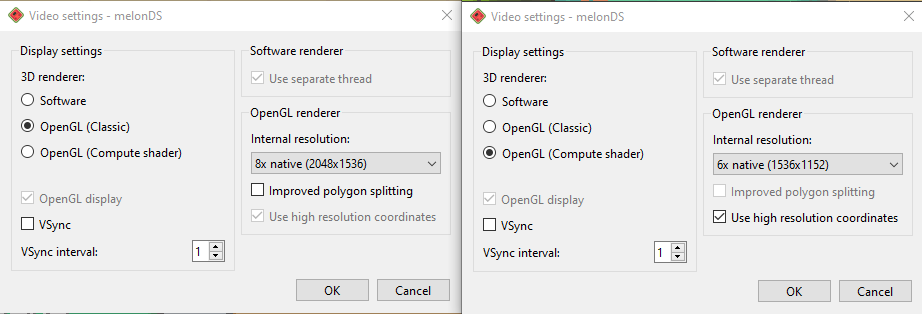 Video settings - melonDS
Display settings
3D renderer:
Software
OpenGL (Classic)
OpenGL (Compute shader)
OpenGL display
VSync
VSync interval:
1
Software renderer
Use separate thread
OpenGL renderer
Internal resolution:
8x native (2048x1536)
Improved polygon splitting
Use high resolution coordinates
OK
Cancel
Video settings - melonDS
Display settings
3D renderer:
Software
OpenGL (Classic)
OpenGL (Compute shader)
OpenGL display
VSync
VSync interval:
1
Software renderer
Use separate thread
OpenGL renderer
Internal resolution:
6x native (1536x1152)
Improved polygon splitting
Use high resolution coordinates
OK
Cancel